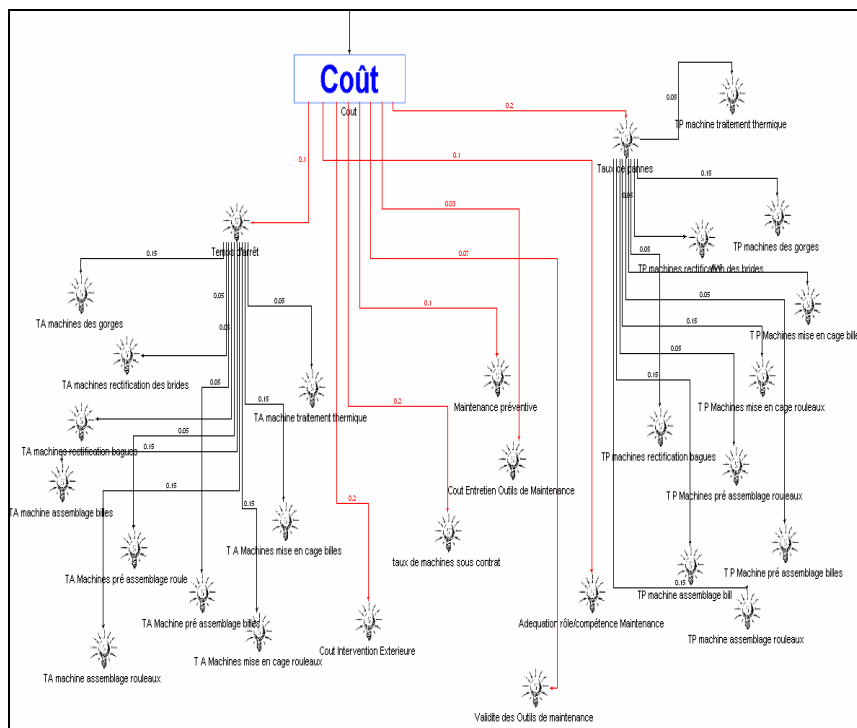 Coût
Cout
0.2
0.05
TP machine traitement thermique
Taux de pannes
0.1
0.1
0.15
0.03
0.05
Temps d'arrêt
0.07
TP machines des gorges
0.15
0.05
TP machines rectification des brides
TA machines des gorges
0.05
0.05
0.05
0.05
0.1
0.15
T P Machines mise en cage bille
0.05
TA machines rectification des brides
0.05
TA machine traitement thermique
Maintenance préventive
0.2
0.15
T P Machines mise en cage rouleaux
0.05
TA machines rectification bagues
0.15
TP machines rectification bagues
0.15
0.15
Cout Entretien Outils de Maintenance
T P Machines pré assemblage rouleaux
TA machine assemblage billes
0.2
T A Machines mise en cage billes
taux de machines sous contrat
TA Machines pré assemblage roule
T P Machine pré assemblages billes
0.15
TP machine assemblage bill
TA Machine pré assemblage billes
Adequation rôle/compétence Maintenance
TP machine assemblage rouleaux
T A Machines mise en cage rouleaux
Cout Intervention Exterieure
TA machine assemblage rouleaux
Validite des Outils de maintenance